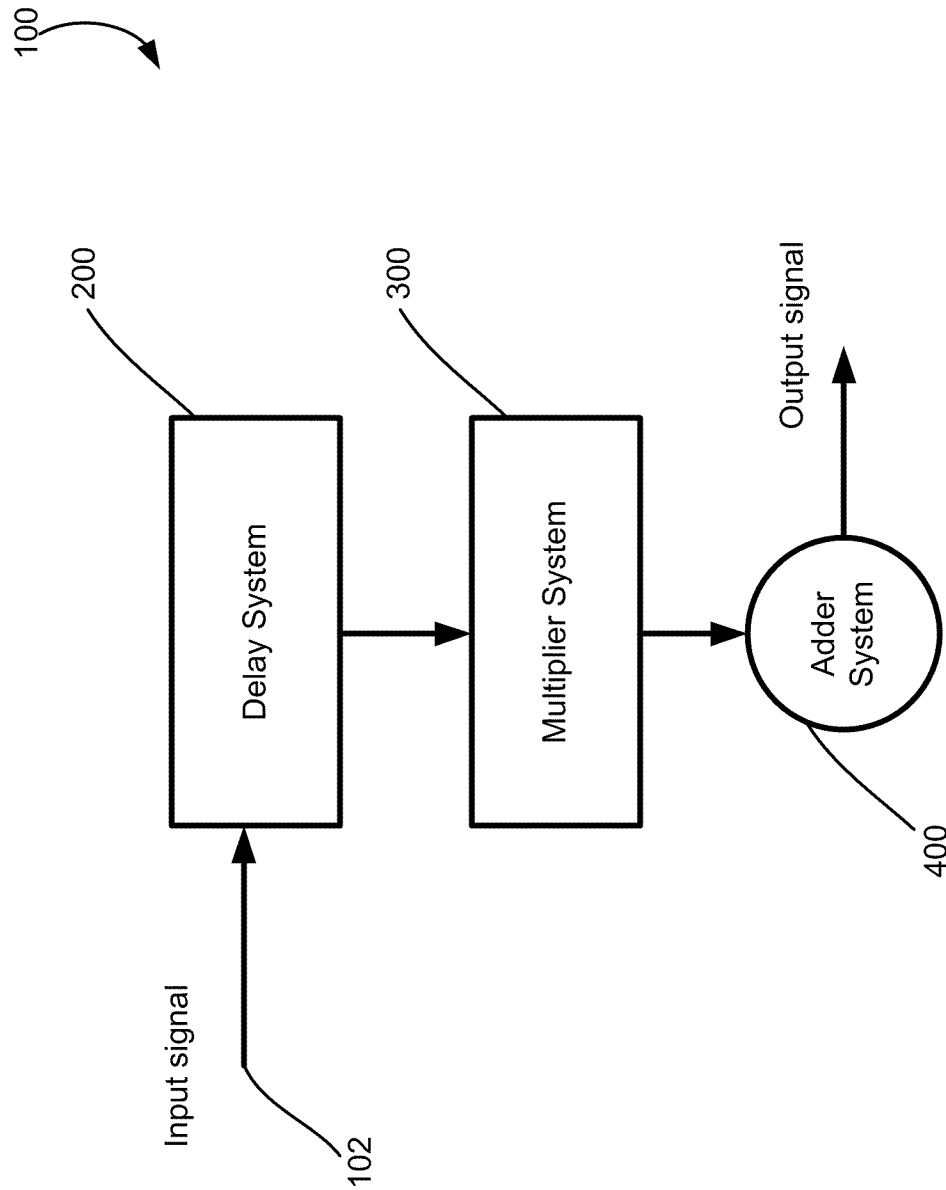 100
200
Input signal
Delay System
300
102
Multiplier System
Output signal
Adder
System
400